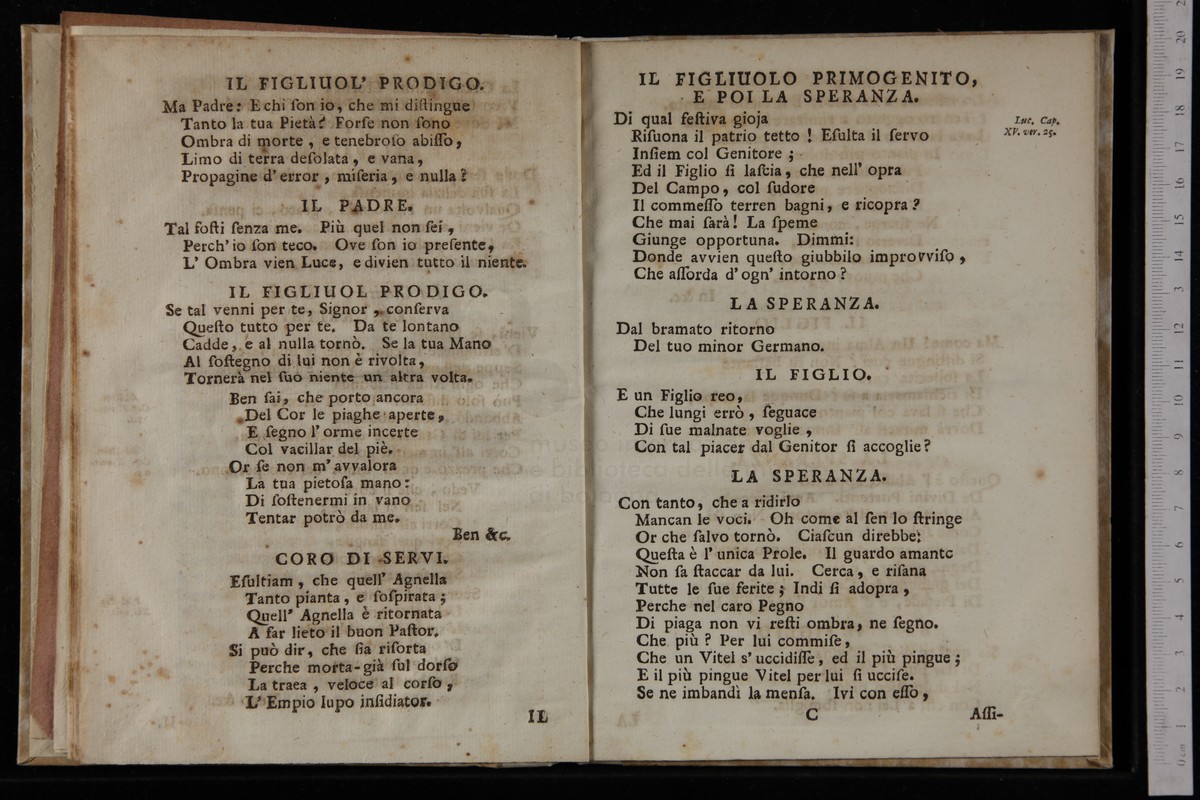 IL FIGLIUOL' PRODIGO.
Ma Padre: E chi ſon io, che mi diſtingue
Tanto la tua Pietà? Forſe non ſono
Ombra di morte , e tenebroſo abiſſo,
Limo di terra deſolata , e vana,
Propagine d' error , miſeria, e nulla?
IL PADRE.
Tal foſti ſenza me. Più quel non ſei ,
Perch' io ſon teco. Ove ſon io preſente,
L' Ombra vien Luce, e divien tutto il niente.
IL FIGLIUOL PRODIGO.
Se tal venni per te, Signor , conſerva
Queſto tutto per te. Da te lontano
Cadde, e al nulla tornò. Se la tua Mano
Al ſoſtegno di lui non è rivolta,
Tornerà nel ſuo niente un altra volta.
Ben ſai, che porto ancora
Del Cor le piaghe aperte,
E ſegno l' orme incerte
Col vacillar del piè.
Or ſe non m' avvalora
La tua pietoſa mano:
Di ſoſtenermi in vano
Tentar potrò da me.
Ben &c.
CORO DI SERVI.
Eſultiam , che quell' Agnella
Tanto pianta , e ſoſpirata ;
Quell' Agnella è ritornata
A far lieto il buon Paſtor.
Si può dir, che ſia riſorta
Perche morta-già ſul dorſo
La traea , veloce al corſo ,
L' Empio lupo inſidiator.
IL
IL FIGLIUOLO PRIMOGENITO,
E POI LA SPERANZA.
Di qual feſtiva gioja
Luc. Cap.
XV. ver. 25.
Riſuona il patrio tetto ! Eſulta il ſervo
Inſiem col Genitore ;
Ed il Figlio ſi laſcia, che nell' opra
Del Campo, col ſudore
Il commeſſo terren bagni, e ricopra?
Che mai ſarà! La ſpeme
Giunge opportuna. Dimmi:
Donde avvien queſto giubbilo improvviſo ,
Che aſſorda d' ogn' intorno?
LA SPERANZA.
Dal bramato ritorno
Del tuo minor Germano.
IL FIGLIO.
E un Figlio reo,
Che lungi errò , ſeguace
Di ſue malnate voglie ,
Con tal piacer dal Genitor ſi accoglie?
LA SPERANZA.
Con tanto, che a ridirlo
Mancan le voci. Oh come al ſen lo ſtringe
Or che ſalvo tornò. Ciaſcun direbbe:
Queſta è l' unica Prole. Il guardo amante
Non ſa ſtaccar da lui. Cerca, e riſana
Tutte le ſue ferite ; Indi ſi adopra ,
Perche nel caro Pegno
Di piaga non vi reſti ombra, ne ſegno.
Che più ? Per lui commiſe,
Che un Vitel s' uccidiſſe, ed il più pingue ;
E il più pingue Vitel per lui ſi ucciſe.
Se ne imbandì la menſa. Ivi con eſſo ,
C
Aſſi-